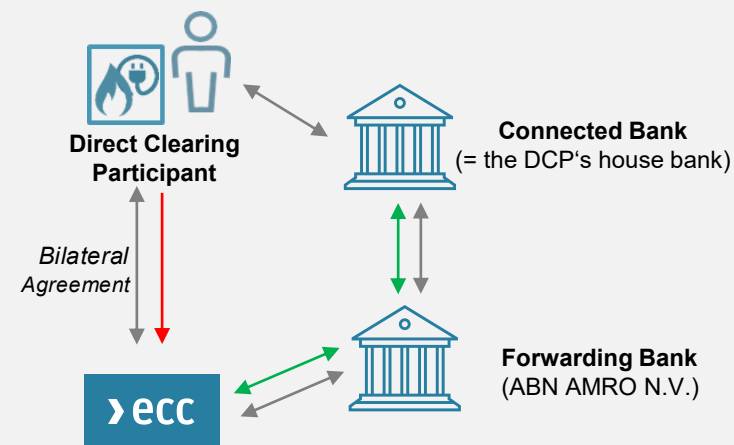 Direct Clearing
Participant
Connected Bank
(= the DCP‘s house bank)
Bilateral
Agreement
Forwarding Bank
(ABN AMRO N.V.)
ecc